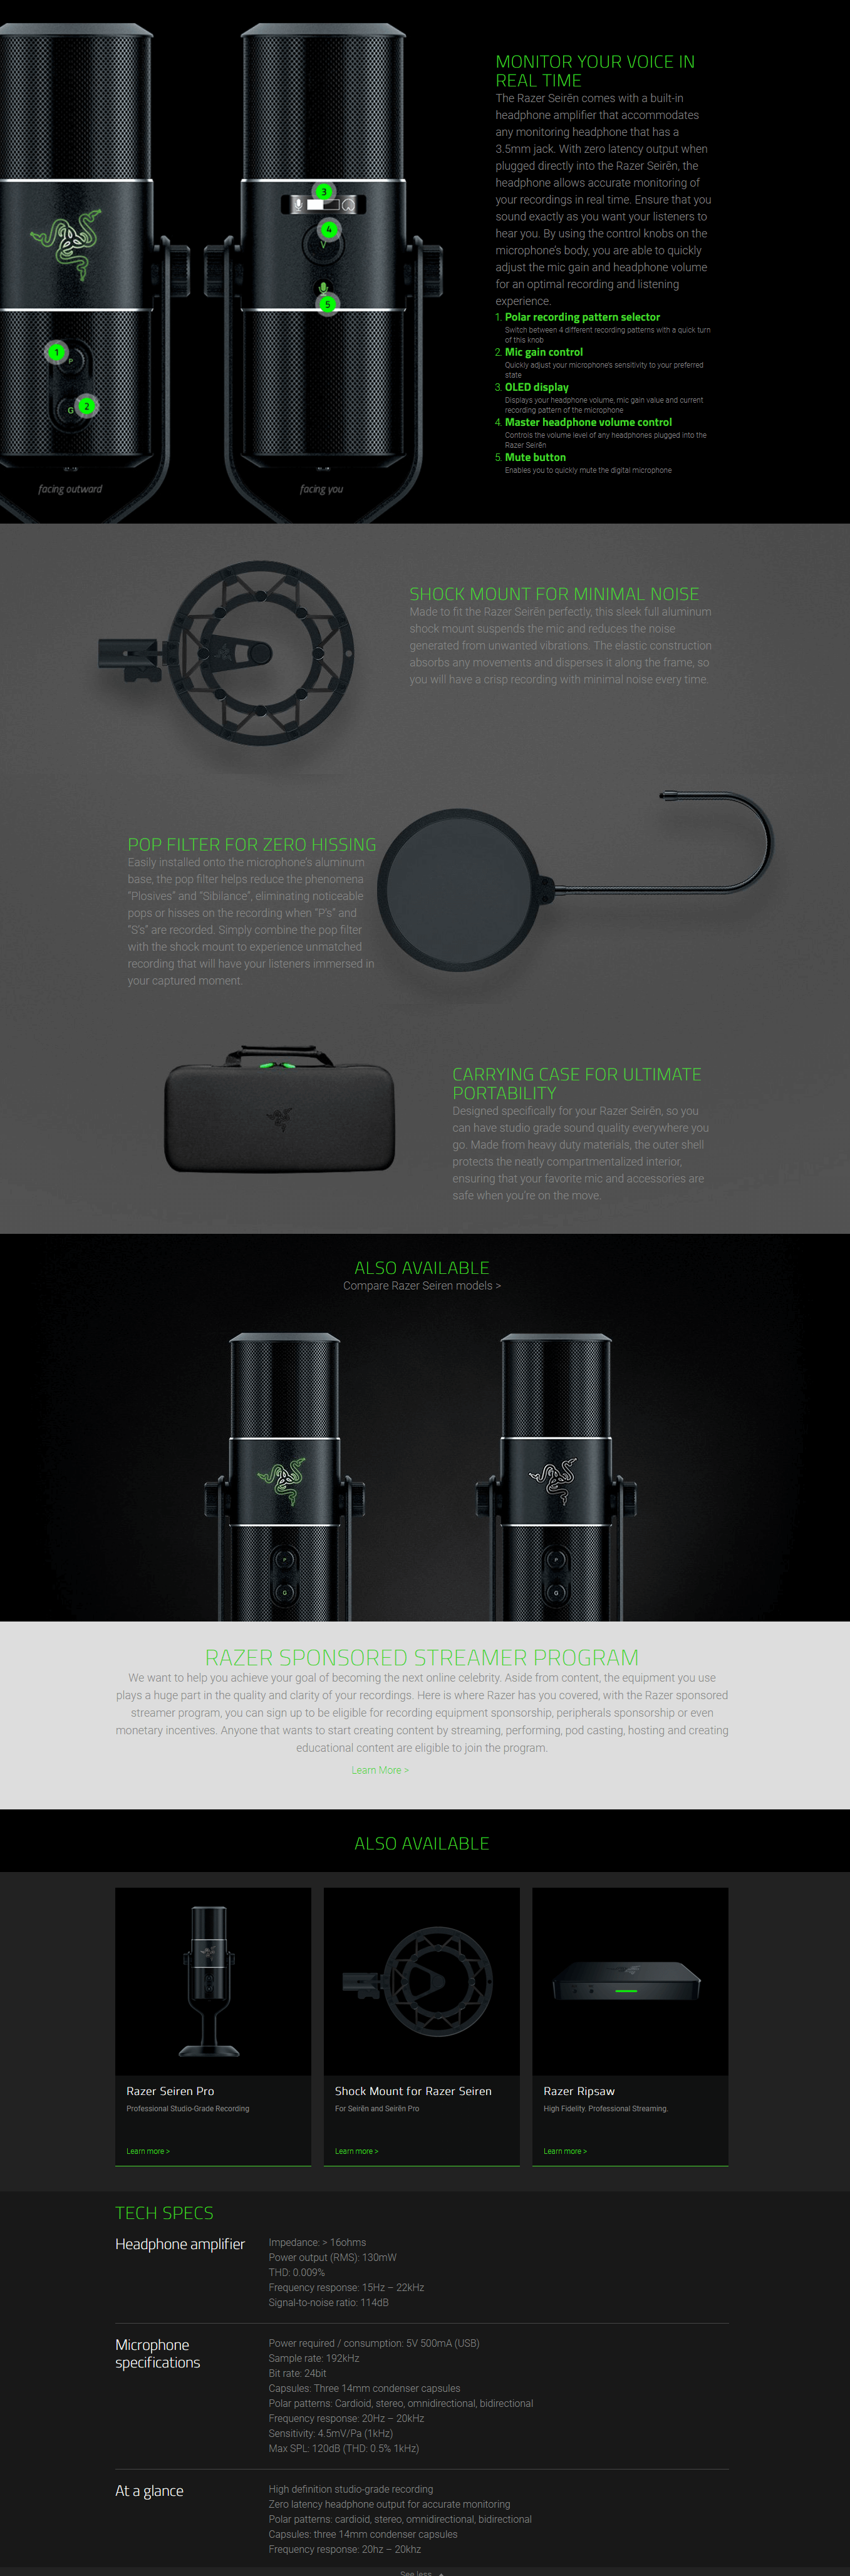 MONITOR YOUR VOICE IN
REAL TIME
The Razer Seirēn comes with a built-in
headphone amplifier that accommodates
any monitoring headphone that has a
3.5mm jack. With zero latency output when
plugged directly into the Razer Seirēn, the
headphone allows accurate monitoring of
your recordings in real time. Ensure that you
sound exactly as you want your listeners to
hear you. By using the control knobs on the
microphone's body, you are able to quickly
adjust the mic gain and headphone volume
for an optimal recording and listening
experience.
1. Polar recording pattern selector
Switch between 4 different recording patterns with a quick turn
of this knob
2. Mic gain control
Quickly adjust your microphone's sensitivity to your preferred
state
3. OLED display
Displays your headphone volume, mic gain value and current
recording pattern of the microphone
4. Master headphone volume control
Controls the volume level of any headphones plugged into the
Razer Seirēn
5. Mute button
Enables you to quickly mute the digital microphone
3
4
V
5
1
P
G
2
facing outward
facing you
SHOCK MOUNT FOR MINIMAL NOISE
Made to fit the Razer Seirēn perfectly, this sleek full aluminum
shock mount suspends the mic and reduces the noise
generated from unwanted vibrations. The elastic construction
absorbs any movements and disperses it along the frame, so
you will have a crisp recording with minimal noise every time.
POP FILTER FOR ZERO HISSING
Easily installed onto the microphone's aluminum
base, the pop filter helps reduce the phenomena
“Plosives” and “Sibilance”, eliminating noticeable
pops or hisses on the recording when “P's” and
“S's” are recorded. Simply combine the pop filter
with the shock mount to experience unmatched
recording that will have your listeners immersed in
your captured moment.
CARRYING CASE FOR ULTIMATE
PORTABILITY
Designed specifically for your Razer Seirēn, so you
can have studio grade sound quality everywhere you
go. Made from heavy duty materials, the outer shell
protects the neatly compartmentalized interior,
ensuring that your favorite mic and accessories are
safe when you're on the move.
ALSO AVAILABLE
Compare Razer Seiren models >
P
G
P
G
RAZER SPONSORED STREAMER PROGRAM
We want to help you achieve your goal of becoming the next online celebrity. Aside from content, the equipment you use
plays a huge part in the quality and clarity of your recordings. Here is where Razer has you covered, with the Razer sponsored
streamer program, you can sign up to be eligible for recording equipment sponsorship, peripherals sponsorship or even
monetary incentives. Anyone that wants to start creating content by streaming, performing, pod casting, hosting and creating
educational content are eligible to join the program.
Learn More >
ALSO AVAILABLE
Razer Seiren Pro
Professional Studio-Grade Recording
Learn more >
Shock Mount for Razer Seiren
For Seirēn and Seirēn Pro
Learn more >
Razer Ripsaw
High Fidelity. Professional Streaming.
Learn more >
TECH SPECS
Headphone amplifier
Impedance: > 16ohms
Power output (RMS): 130mW
THD: 0.009%
Frequency response: 15Hz – 22kHz
Signal-to-noise ratio: 114dB
Microphone
specifications
Power required / consumption: 5V 500mA (USB)
Sample rate: 192kHz
Bit rate: 24bit
Capsules: Three 14mm condenser capsules
Polar patterns: Cardioid, stereo, omnidirectional, bidirectional
Frequency response: 20Hz – 20kHz
Sensitivity: 4.5mV/Pa (1kHz)
Max SPL: 120dB (THD: 0.5% 1kHz)
At a glance
High definition studio-grade recording
Zero latency headphone output for accurate monitoring
Polar patterns: cardioid, stereo, omnidirectional, bidirectional
Capsules: three 14mm condenser capsules
Frequency response: 20hz – 20khz
See less